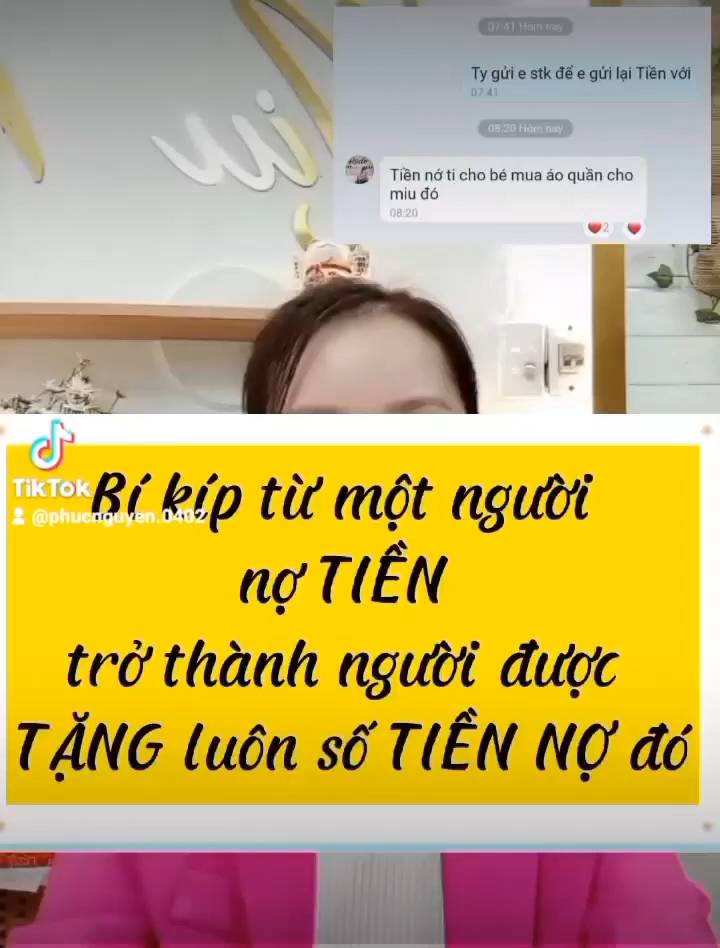 07:41 Hôm nay
Ty gửi e stk để e gửi lại Tiền với
07:41
08:20 Hôm nay
Tiền nớ ti cho bé mua áo quần cho
miu đó
08:20
2
iu
TikTok
@phucnguyen.0402
Bí kíp từ một người
nợ TIỀN
trở thành người được
TẶNG luôn số TIỀN NỢ đó